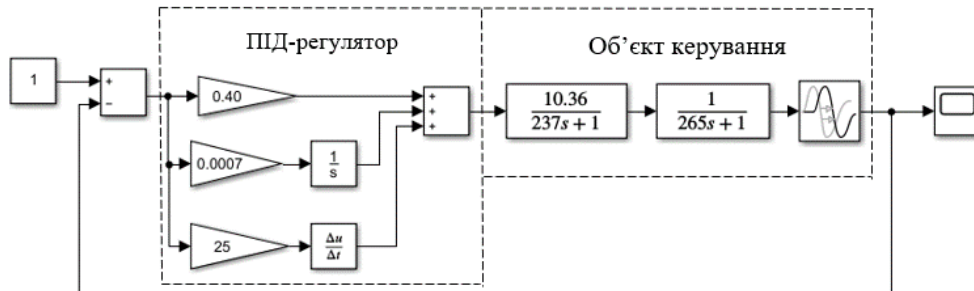 ПІД-регулятор
Об’єкт керування
1
+
−
0.40
0.0007
1
s
25
Δu
Δt
+
+
+
10.36
237s + 1
1
265s + 1